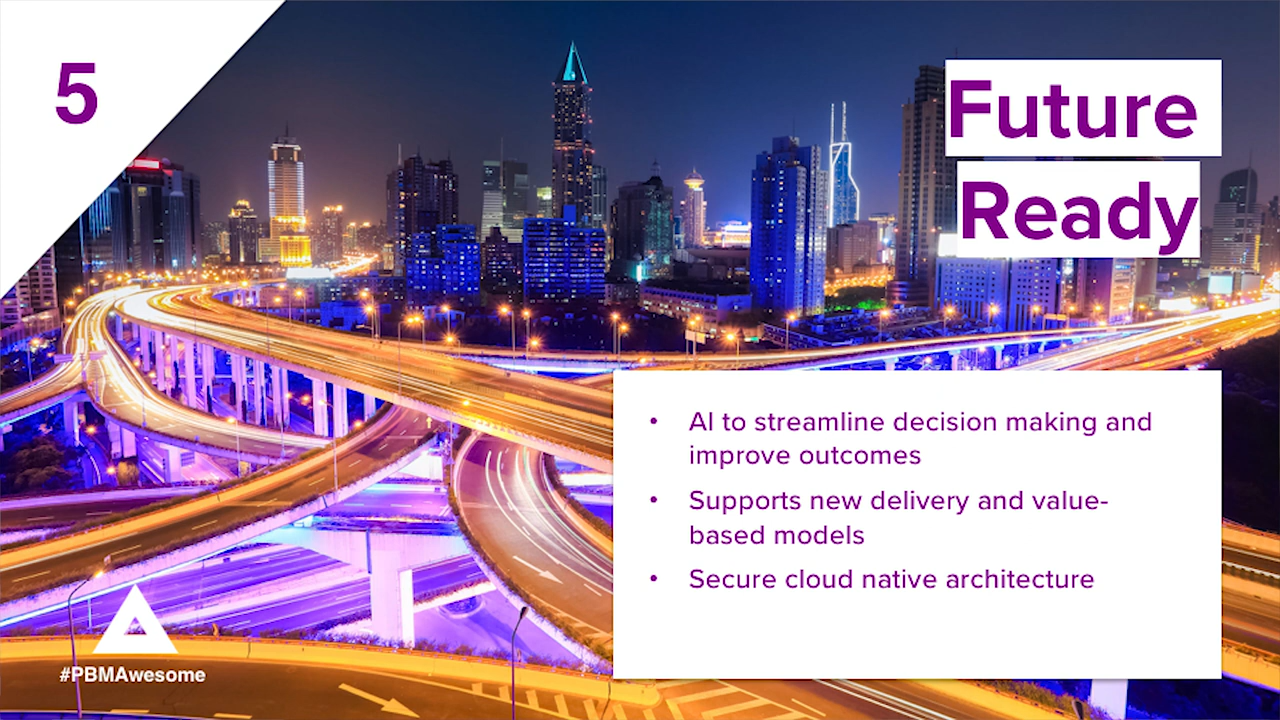 5
Future
Ready
• AI to streamline decision making and
improve outcomes
• Supports new delivery and value-
based models
• Secure cloud native architecture
#PBMAwesome